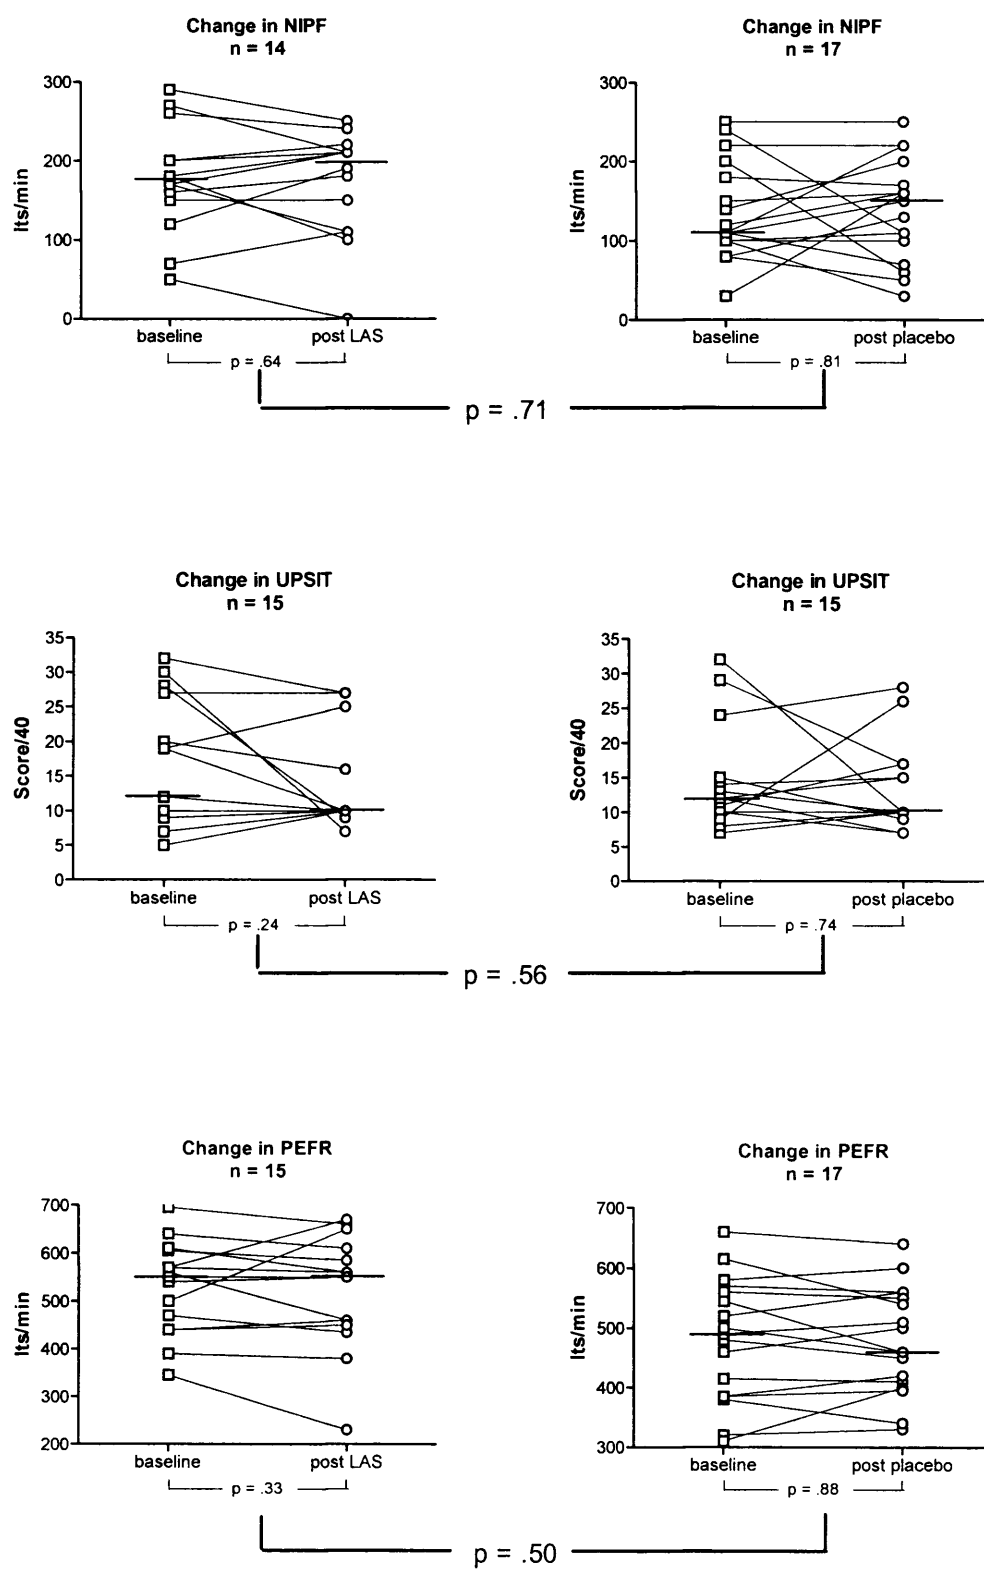 Change in NIPF
n = 14
300
200
100
0
lts/min
baseline
post LAS
p = .64
Change in NIPF
n = 17
300
200
100
0
lts/min
baseline
post placebo
p = .81
p = .71
Change in UPSIT
n = 15
35
30
25
20
15
10
5
0
Score/40
baseline
post LAS
p = .24
Change in UPSIT
n = 15
35
30
25
20
15
10
5
0
Score/40
baseline
post placebo
p = .74
p = .56
Change in PEFR
n = 15
700
600
500
400
300
200
lts/min
baseline
post LAS
p = .33
Change in PEFR
n = 17
700
600
500
400
300
lts/min
baseline
post placebo
p = .88
p = .50